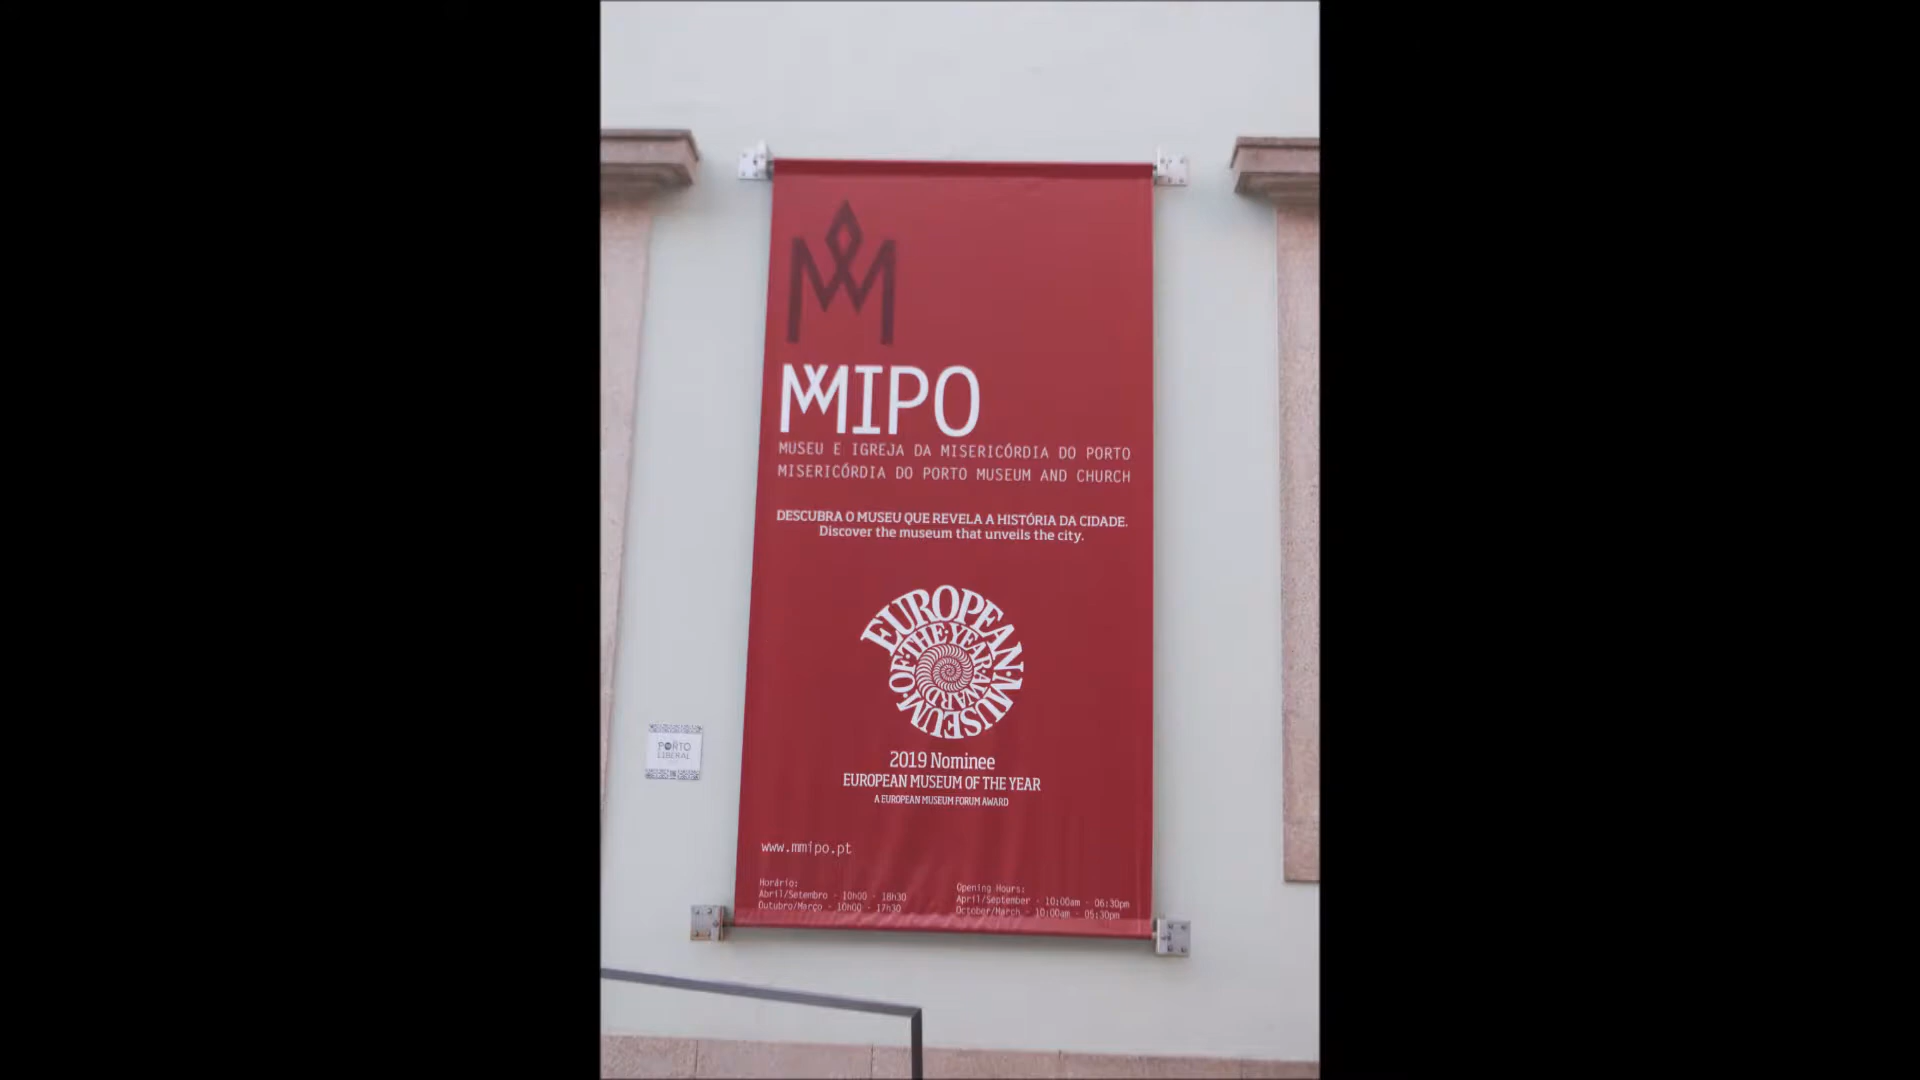 MMIPO
MUSEU E IGREJA DA MISERICÓRDIA DO PORTO
MISERICÓRDIA DO PORTO MUSEUM AND CHURCH
DESCUBRA O MUSEU QUE REVELA A HISTÓRIA DA CIDADE.
Discover the museum that unveils the city.
EUROPEAN·MUSEUM·OF·THE·YEAR·AWARD
2019 Nominee
EUROPEAN MUSEUM OF THE YEAR
A EUROPEAN MUSEUM FORUM AWARD
PORTO
LIBERAL
www.mmipo.pt
Horário:
Abril/Setembro - 10h00 - 18h30
Outubro/Março - 10h00 - 17h30
Opening Hours:
April/September - 10:00am - 06:30pm
October/March - 10:00am - 05:30pm